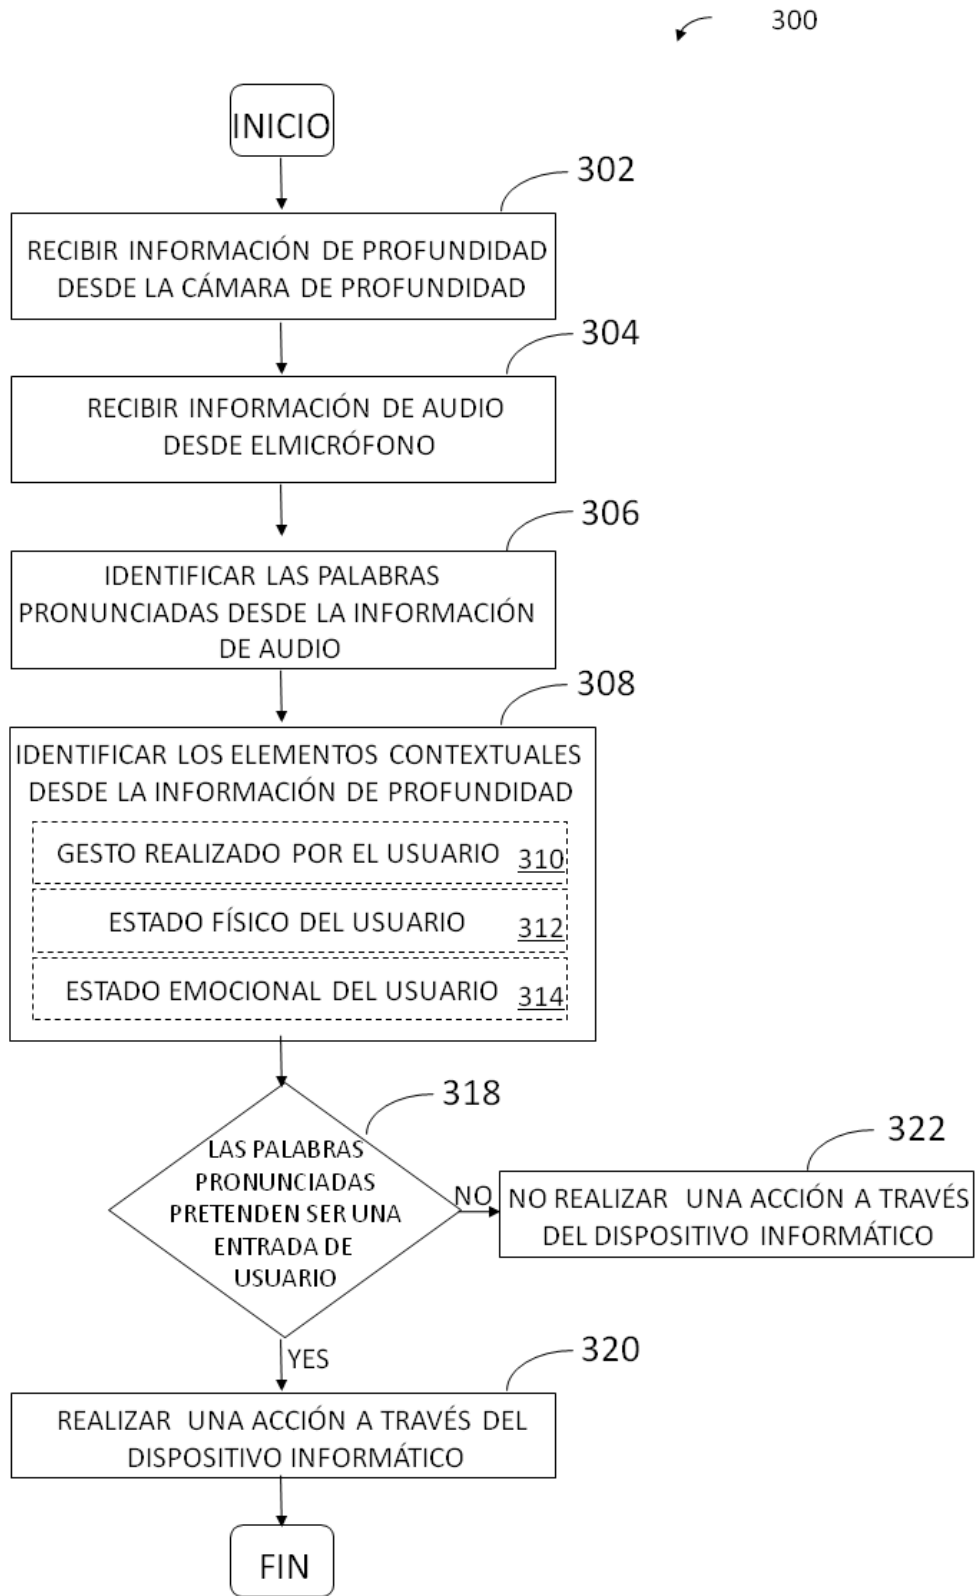 300
INICIO
302
RECIBIR INFORMACIÓN DE PROFUNDIDAD
DESDE LA CÁMARA DE PROFUNDIDAD
304
RECIBIR INFORMACIÓN DE AUDIO
DESDE ELMICRÓFONO
306
IDENTIFICAR LAS PALABRAS
PRONUNCIADAS DESDE LA INFORMACIÓN
DE AUDIO
308
IDENTIFICAR LOS ELEMENTOS CONTEXTUALES
DESDE LA INFORMACIÓN DE PROFUNDIDAD
GESTO REALIZADO POR EL USUARIO 310
ESTADO FÍSICO DEL USUARIO 312
ESTADO EMOCIONAL DEL USUARIO 314
318
LAS PALABRAS
PRONUNCIADAS
PRETENDEN SER UNA
ENTRADA DE
USUARIO
NO
322
NO REALIZAR UNA ACCIÓN A TRAVÉS
DEL DISPOSITIVO INFORMÁTICO
YES
320
REALIZAR UNA ACCIÓN A TRAVÉS DEL
DISPOSITIVO INFORMÁTICO
FIN